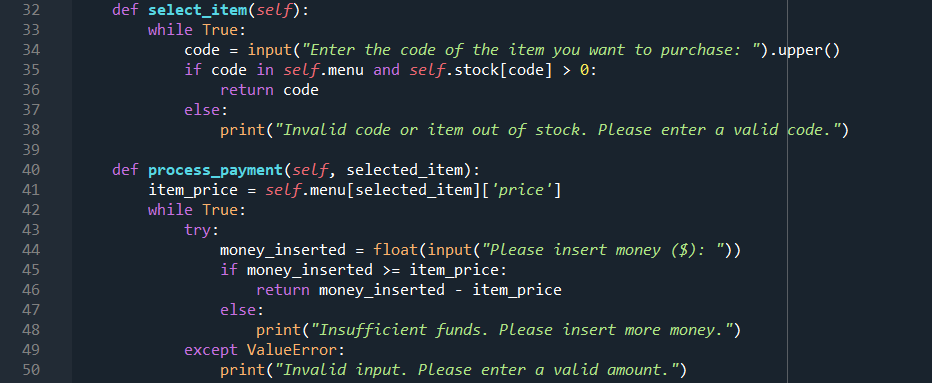 32 def select_item(self):
33 while True:
34 code = input("Enter the code of the item you want to purchase: ").upper()
35 if code in self.menu and self.stock[code] > 0:
36 return code
37 else:
38 print("Invalid code or item out of stock. Please enter a valid code.")
39
40 def process_payment(self, selected_item):
41 item_price = self.menu[selected_item]['price']
42 while True:
43 try:
44 money_inserted = float(input("Please insert money ($): "))
45 if money_inserted >= item_price:
46 return money_inserted - item_price
47 else:
48 print("Insufficient funds. Please insert more money.")
49 except ValueError:
50 print("Invalid input. Please enter a valid amount.")